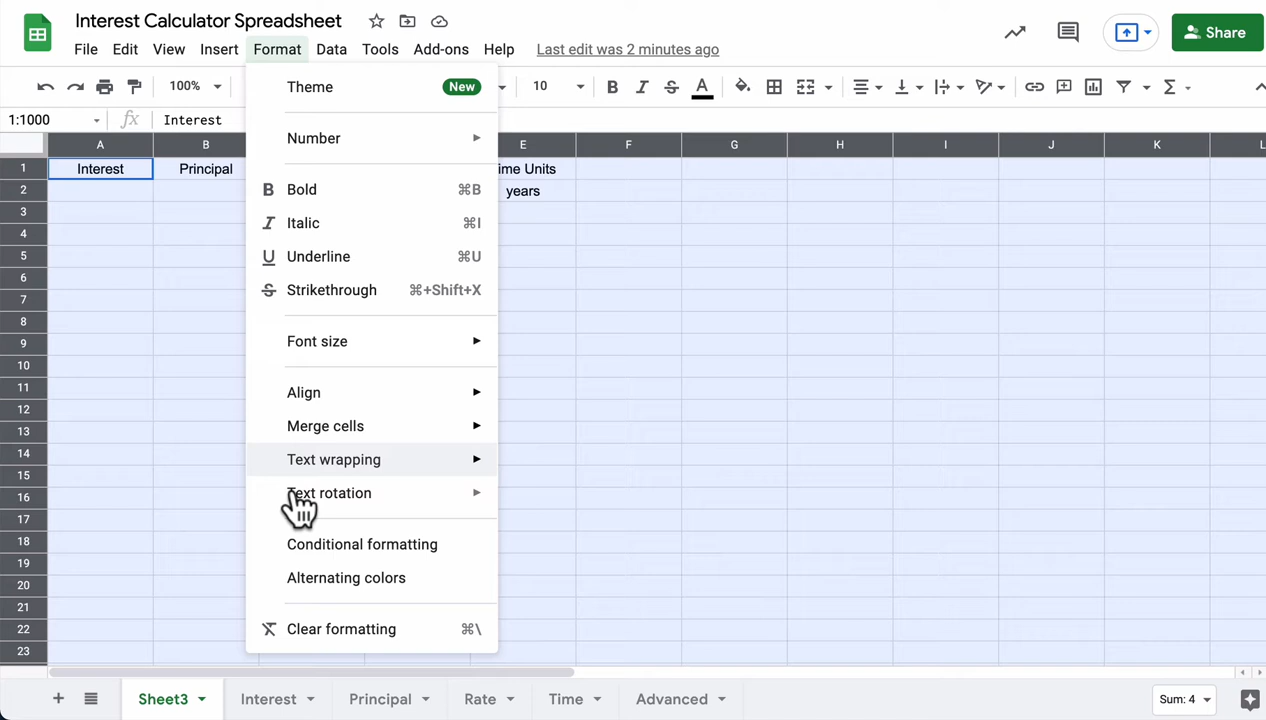 Interest Calculator Spreadsheet
File Edit View Insert Format Data Tools Add-ons Help Last edit was 2 minutes ago
Share
100% 10 B I S A
1:1000 fx Interest
A B E F G H I J K L
1 Interest Principal ime Units
2 years
3
4
5
6
7
8
9
10
11
12
13
14
15
16
17
18
19
20
21
22
23
Theme New
Number
B Bold ⌘B
I Italic ⌘I
U Underline ⌘U
S Strikethrough ⌘+Shift+X
Font size
Align
Merge cells
Text wrapping
Text rotation
Conditional formatting
Alternating colors
Clear formatting ⌘\
Sheet3 Interest Principal Rate Time Advanced Sum: 4